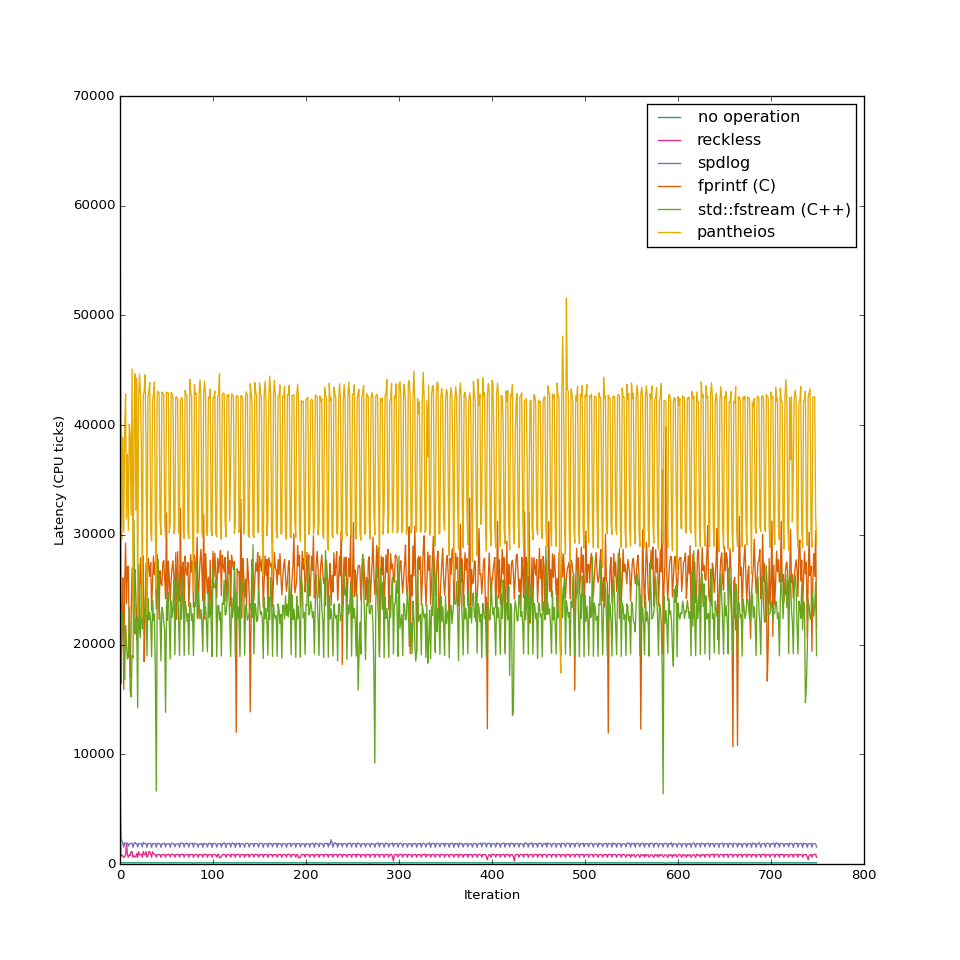 70000
60000
50000
40000
30000
20000
10000
0
Latency (CPU ticks)
no operation
reckless
spdlog
fprintf (C)
std::fstream (C++)
pantheios
0 100 200 300 400 500 600 700 800
Iteration